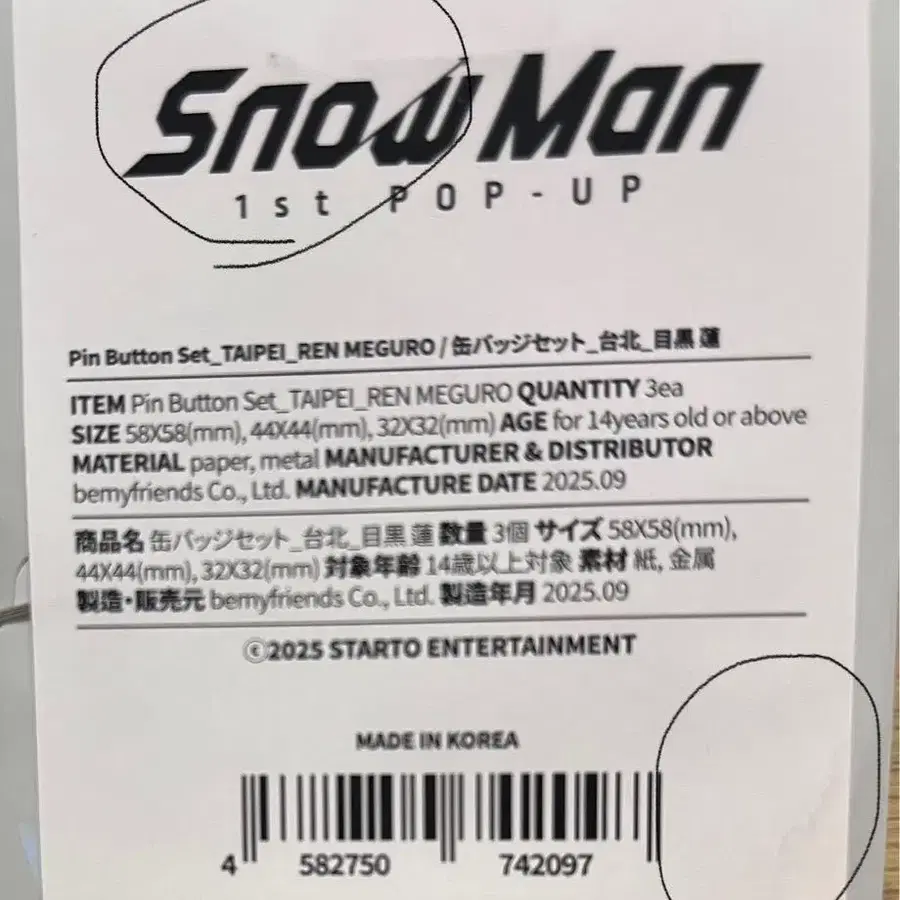 Snow Man
1st POP-UP
Pin Button Set_TAIPEI_REN MEGURO / 缶バッジセット_台北_目黒 蓮
ITEM Pin Button Set_TAIPEI_REN MEGURO QUANTITY 3ea
SIZE 58X58(mm), 44X44(mm), 32X32(mm) AGE for 14years old or above
MATERIAL paper, metal MANUFACTURER & DISTRIBUTOR
bemyfriends Co., Ltd. MANUFACTURE DATE 2025.09
商品名 缶バッジセット_台北_目黒 蓮 数量 3個 サイズ 58X58(mm),
44X44(mm), 32X32(mm) 対象年齢 14歳以上対象 素材 紙, 金属
製造・販売元 bemyfriends Co., Ltd. 製造年月 2025.09
©2025 STARTO ENTERTAINMENT
MADE IN KOREA
4 582750 742097